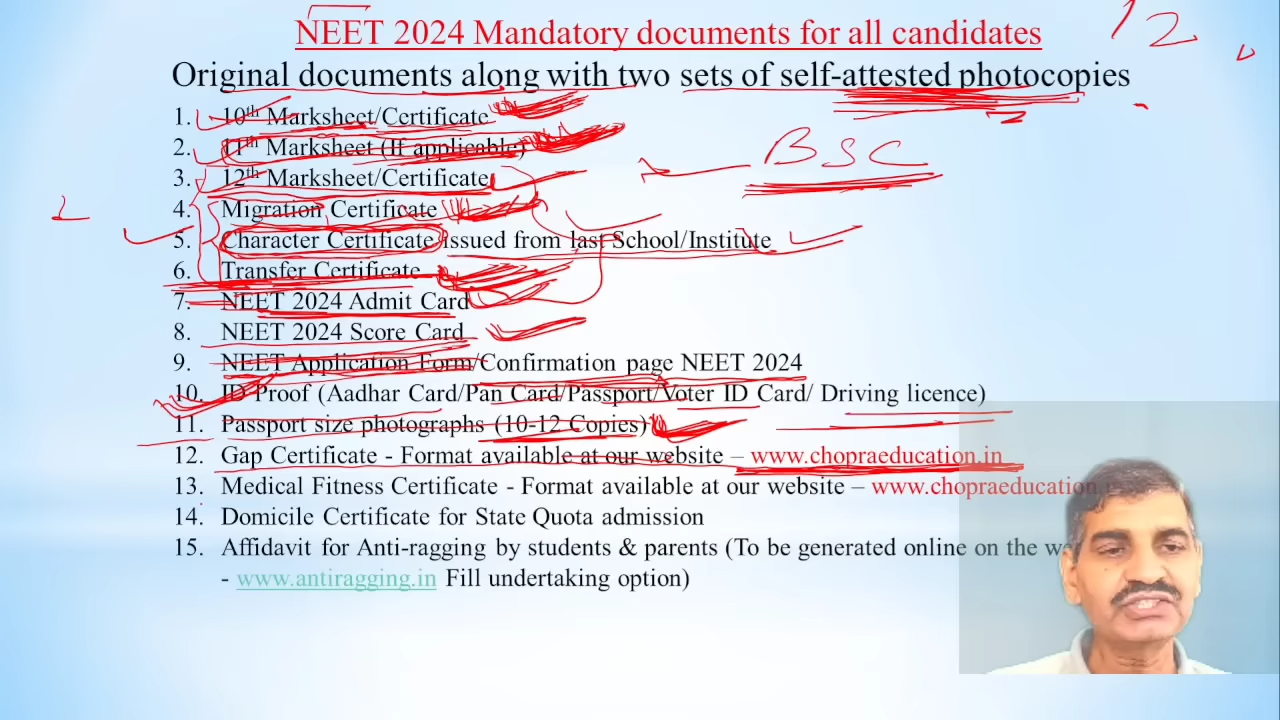 NEET 2024 Mandatory documents for all candidates
12
Original documents along with two sets of self-attested photocopies
1. 10th Marksheet/Certificate
2. 11th Marksheet (If applicable)
BSC
3. 12th Marksheet/Certificate
4. Migration Certificate
5. Character Certificate issued from last School/Institute
6. Transfer Certificate
7. NEET 2024 Admit Card
8. NEET 2024 Score Card
9. NEET Application Form/Confirmation page NEET 2024
10. ID Proof (Aadhar Card/Pan Card/Passport/Voter ID Card/ Driving licence)
11. Passport size photographs (10-12 Copies)
12. Gap Certificate - Format available at our website – www.chopraeducation.in
13. Medical Fitness Certificate - Format available at our website – www.chopraeducation
14. Domicile Certificate for State Quota admission
15. Affidavit for Anti-ragging by students & parents (To be generated online on the
- www.antiragging.in Fill undertaking option)